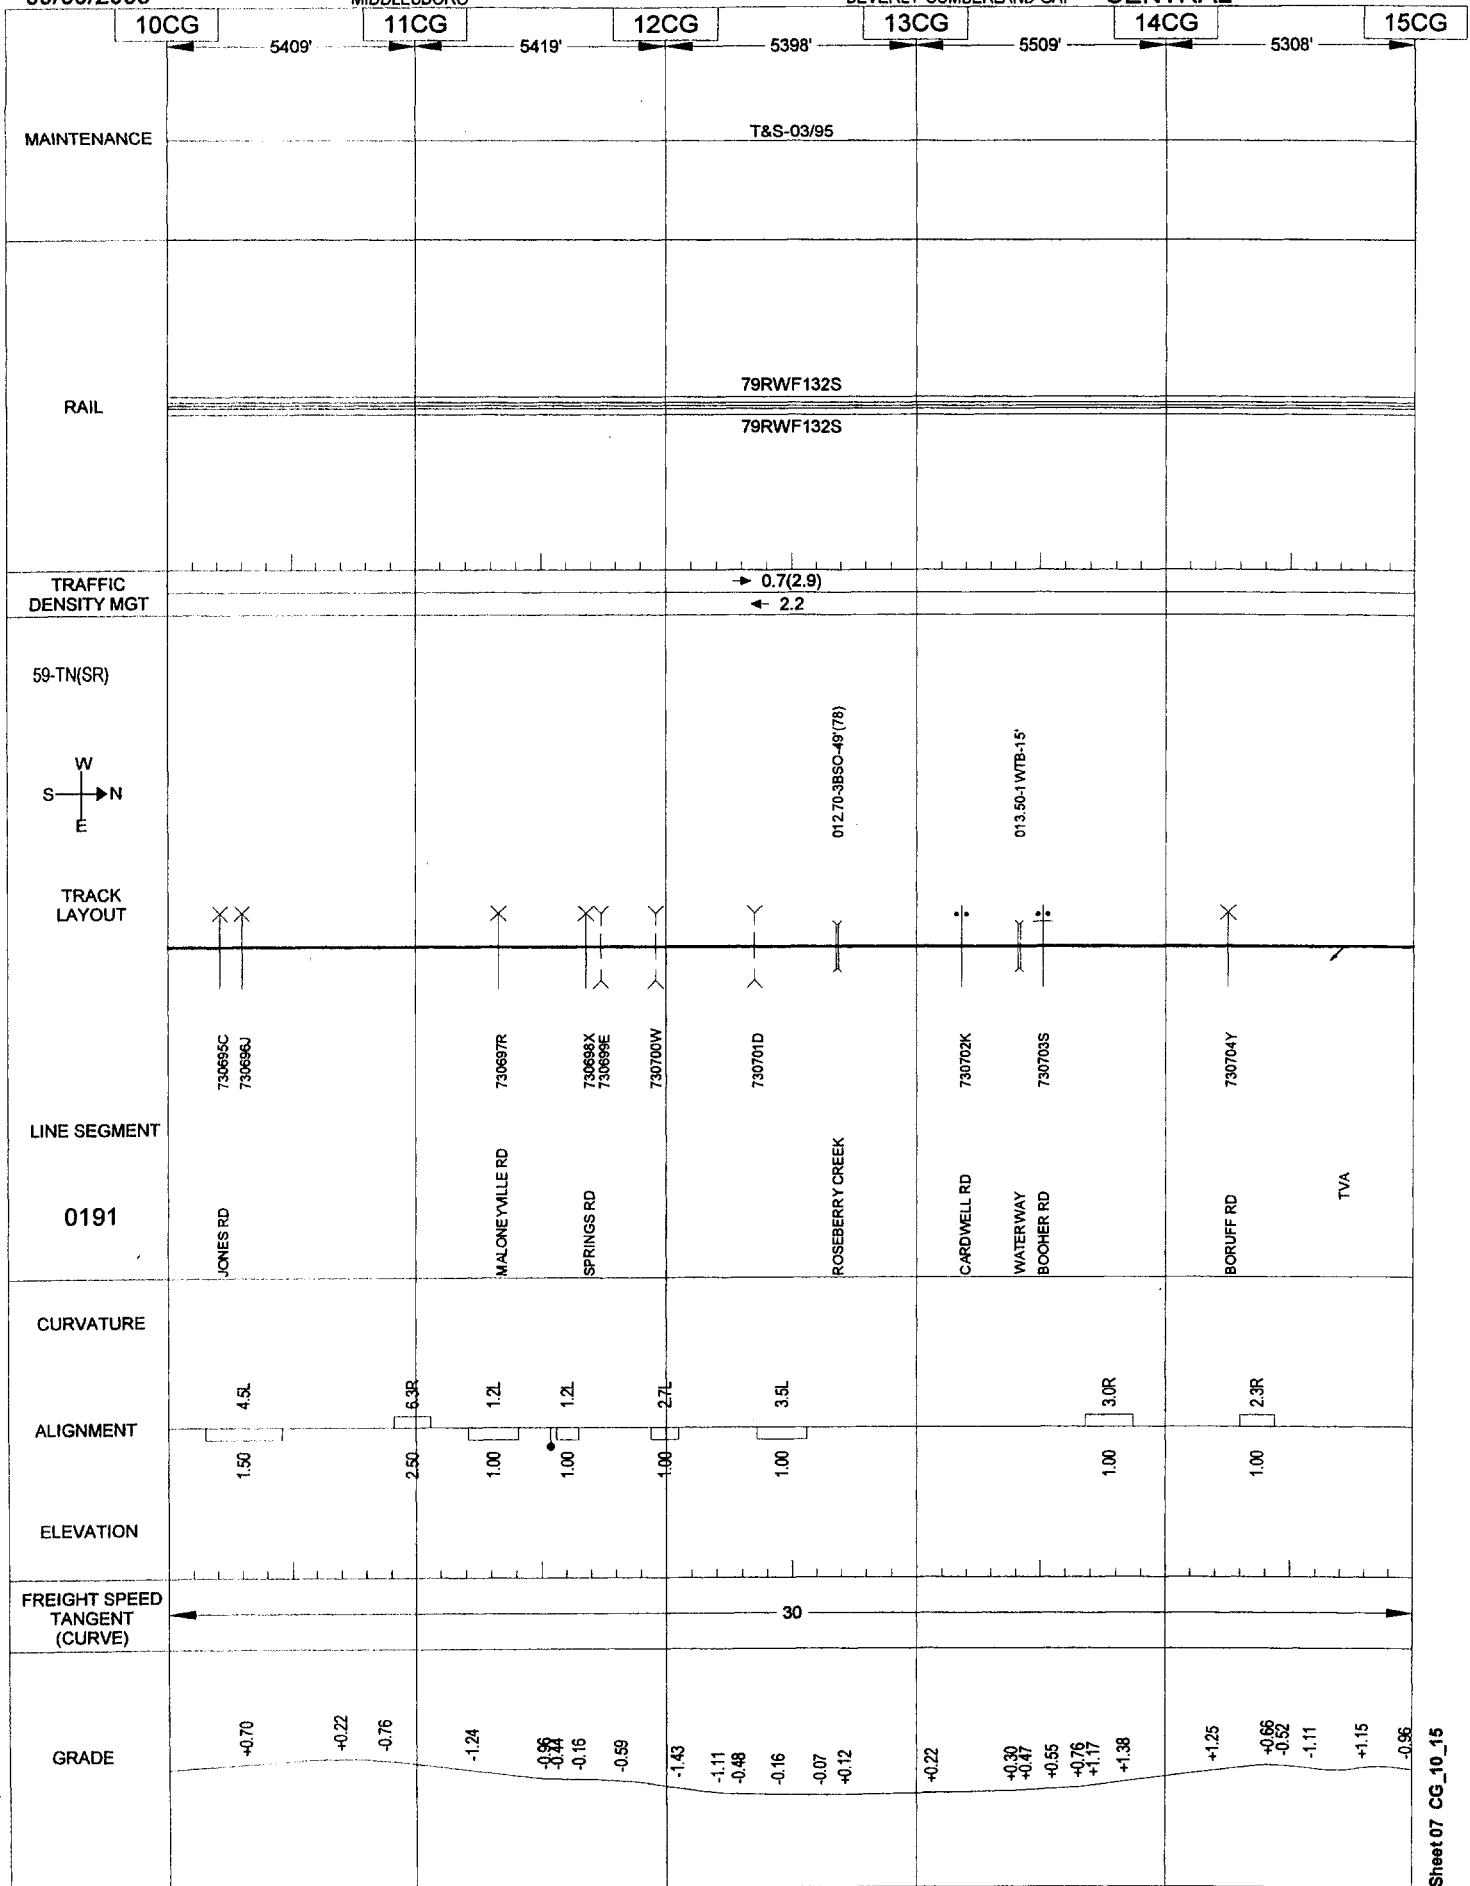 MIDDLESBORO
CENTRAL
10CG 11CG 12CG 13CG 14CG 15CG
5409' 5419' 5398' 5509' 5308'
MAINTENANCE
T&S-03/95
RAIL
79RWF132S
79RWF132S
TRAFFIC
DENSITY MGT
→ 0.7(2.9)
← 2.2
59-TN(SR)
W
S N
E
012.70-3BSO-49'(78)
013.50-1 WTB-15'
TRACK
LAYOUT
730695C
730696J
730697R
730698X
730699E
730700W
730701D
730702K
730703S
730704Y
LINE SEGMENT
0191
JONES RD
MALONEYVILLE RD
SPRINGS RD
ROSEBERRY CREEK
CARDWELL RD
WATERWAY
BOOHER RD
BORUFF RD
TVA
CURVATURE
4.5L 6.3R 1.2L 1.2L 2.7L 3.5L 3.0R 2.3R
ALIGNMENT
1.50 2.50 1.00 1.00 1.00 1.00 1.00 1.00
ELEVATION
FREIGHT SPEED
TANGENT
(CURVE)
30
GRADE
+0.70 +0.22 -0.76 -1.24 -0.96 -0.44 -0.16 -0.59 -1.43 -1.11 -0.48 -0.16 -0.07 +0.12 +0.22 +0.30 +0.47 +0.55 +0.76 +1.17 +1.38 +1.25 +0.66 -0.52 -1.11 +1.15 -0.96
Sheet 07 CG_10_15